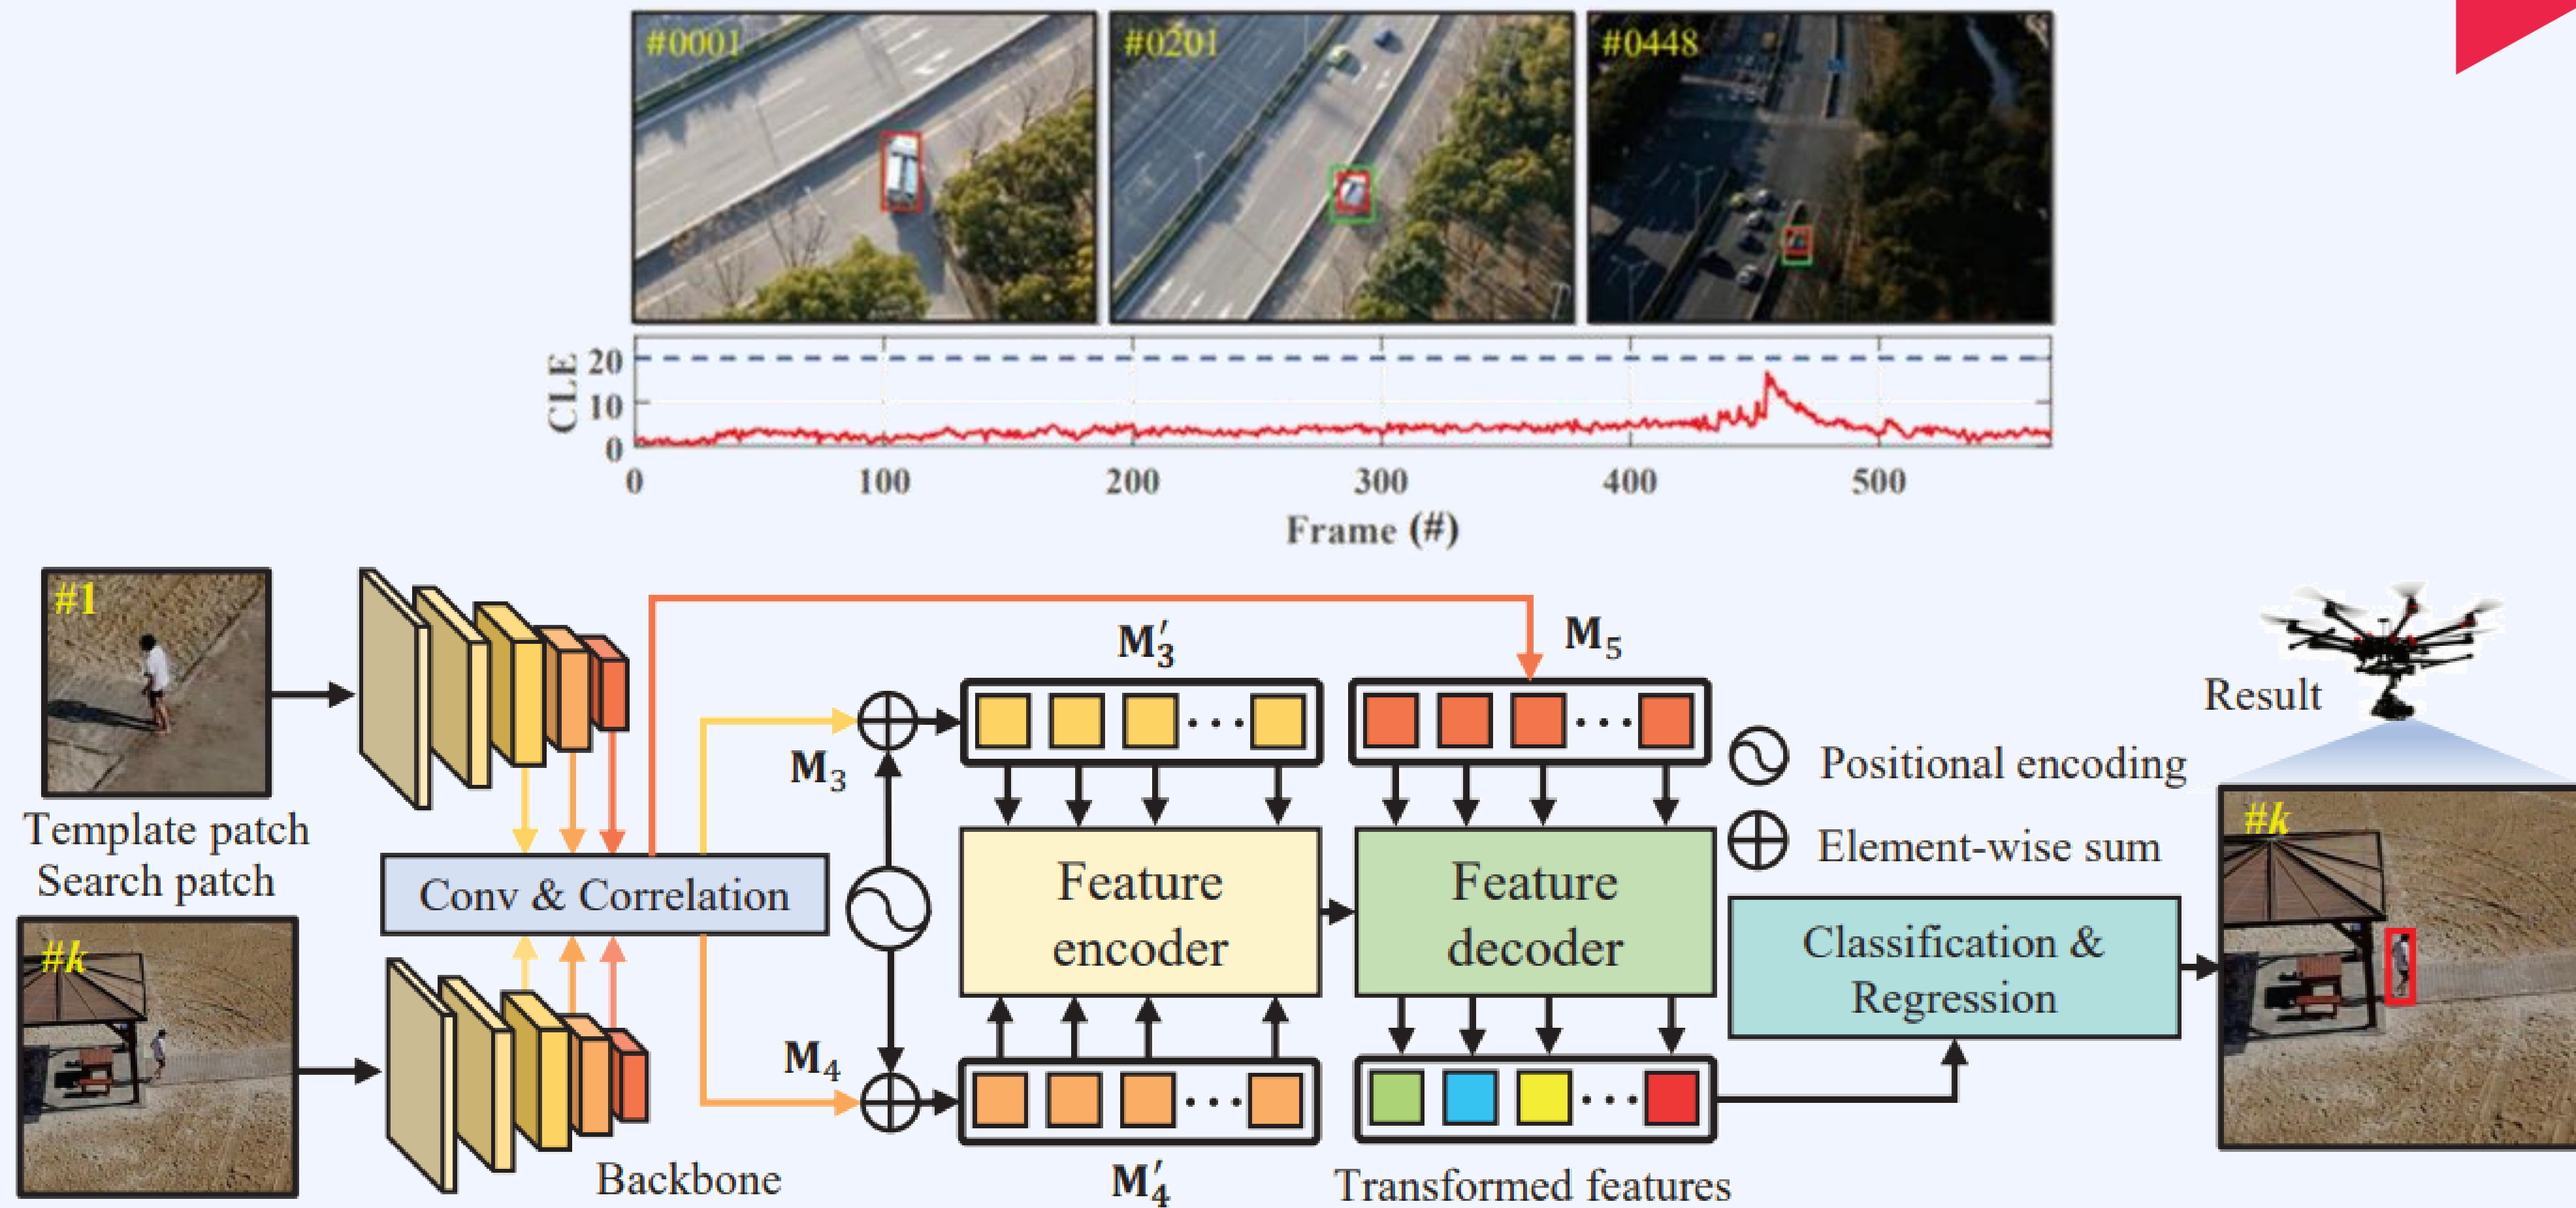 #0001
#0201
#0448
CLE
20
10
0
0 100 200 300 400 500
Frame (#)
#1
Template patch
Search patch
#k
Backbone
Conv & Correlation
M₃
M₄
M′₃
M₅
Feature
encoder
Feature
decoder
M′₄
Transformed features
Positional encoding
Element-wise sum
Classification &
Regression
Result
#k